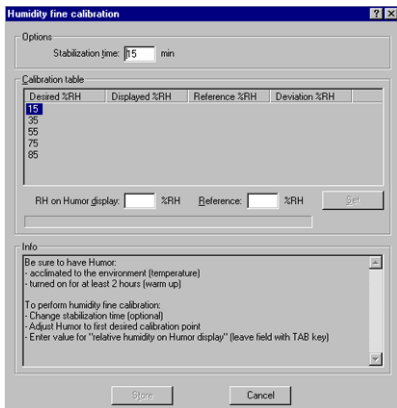 Humidity fine calibration
Options
Stabilization time: 15 min
Calibration table
Desired %RH Displayed %RH Reference %RH Deviation %RH
15
35
55
75
85
RH on Humor display: %RH Reference: %RH Set
Info
Be sure to have Humor:
- acclimated to the environment (temperature)
- turned on for at least 2 hours (warm up)
To perform humidity fine calibration:
- Change stabilization time (optional)
- Adjust Humor to first desired calibration point
- Enter value for "relative humidity on Humor display" (leave field with TAB key)
Store Cancel